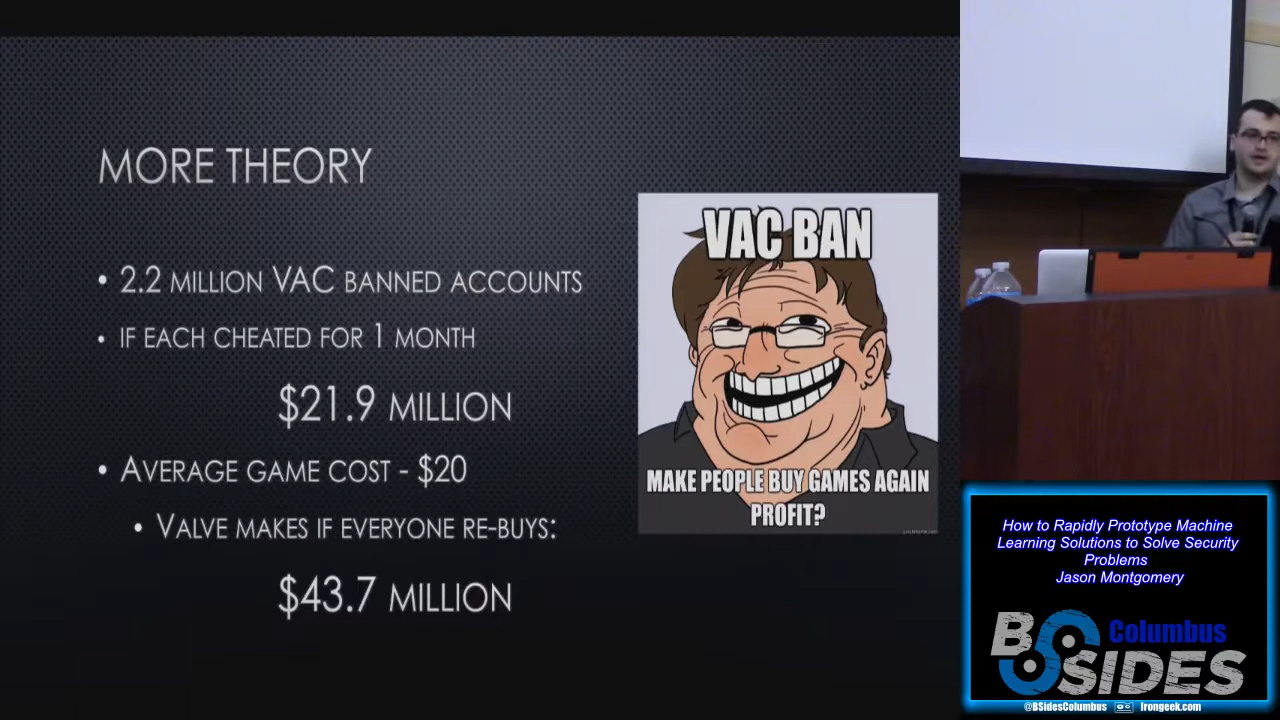 MORE THEORY
• 2.2 MILLION VAC BANNED ACCOUNTS
• IF EACH CHEATED FOR 1 MONTH
$21.9 MILLION
• AVERAGE GAME COST - $20
• VALVE MAKES IF EVERYONE RE-BUYS:
$43.7 MILLION
VAC BAN
MAKE PEOPLE BUY GAMES AGAIN
PROFIT?
How to Rapidly Prototype Machine
Learning Solutions to Solve Security
Problems
Jason Montgomery
BSIDES
Columbus
@BSidesColumbus
Irongeek.com